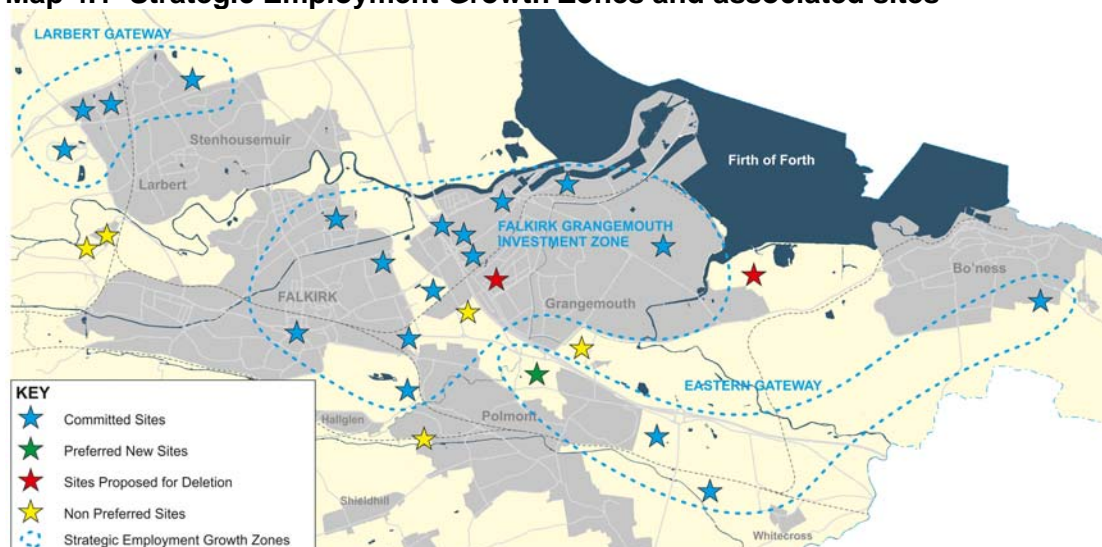 Map 4.1 Strategic Employment Growth Zones and associated sites
LARBERT GATEWAY
Stenhousemuir
Larbert
Firth of Forth
FALKIRK GRANGEMOUTH
INVESTMENT ZONE
FALKIRK
Grangemouth
Bo'ness
EASTERN GATEWAY
Polmont
Hallglen
Shieldhill
Whitecross
KEY
Committed Sites
Preferred New Sites
Sites Proposed for Deletion
Non Preferred Sites
Strategic Employment Growth Zones